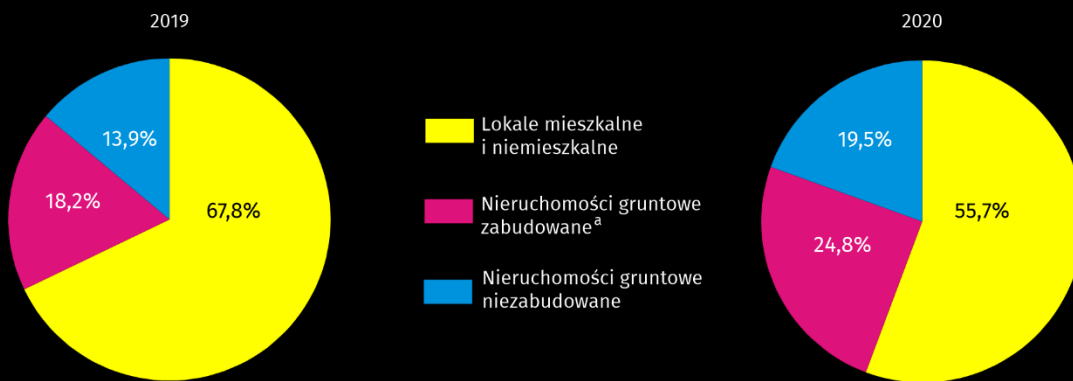 2019
2020
13,9%
18,2%
67,8%
Lokale mieszkalne
i niemieszkalne
Nieruchomości gruntowe
zabudowaneᵃ
Nieruchomości gruntowe
niezabudowane
19,5%
24,8%
55,7%